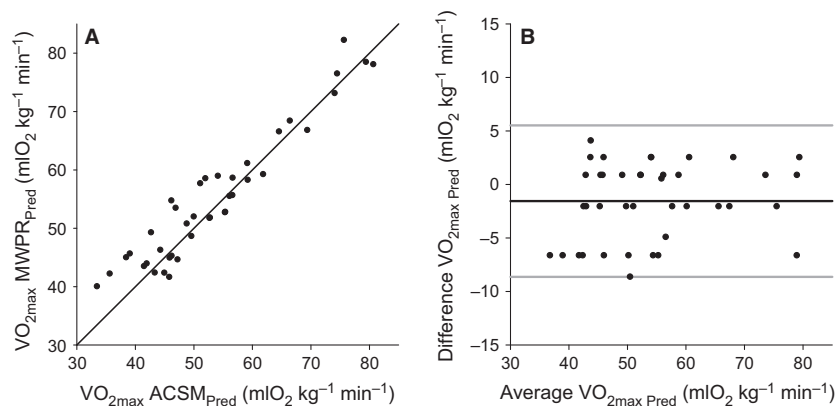 A
VO2max MWPRPred (mlO2 kg−1 min−1)
80
70
60
50
40
30
30 40 50 60 70 80
VO2max ACSMPred (mlO2 kg−1 min−1)
B
Difference VO2max Pred (mlO2 kg−1 min−1)
15
10
5
0
−5
−10
−15
30 40 50 60 70 80
Average VO2max Pred (mlO2 kg−1 min−1)